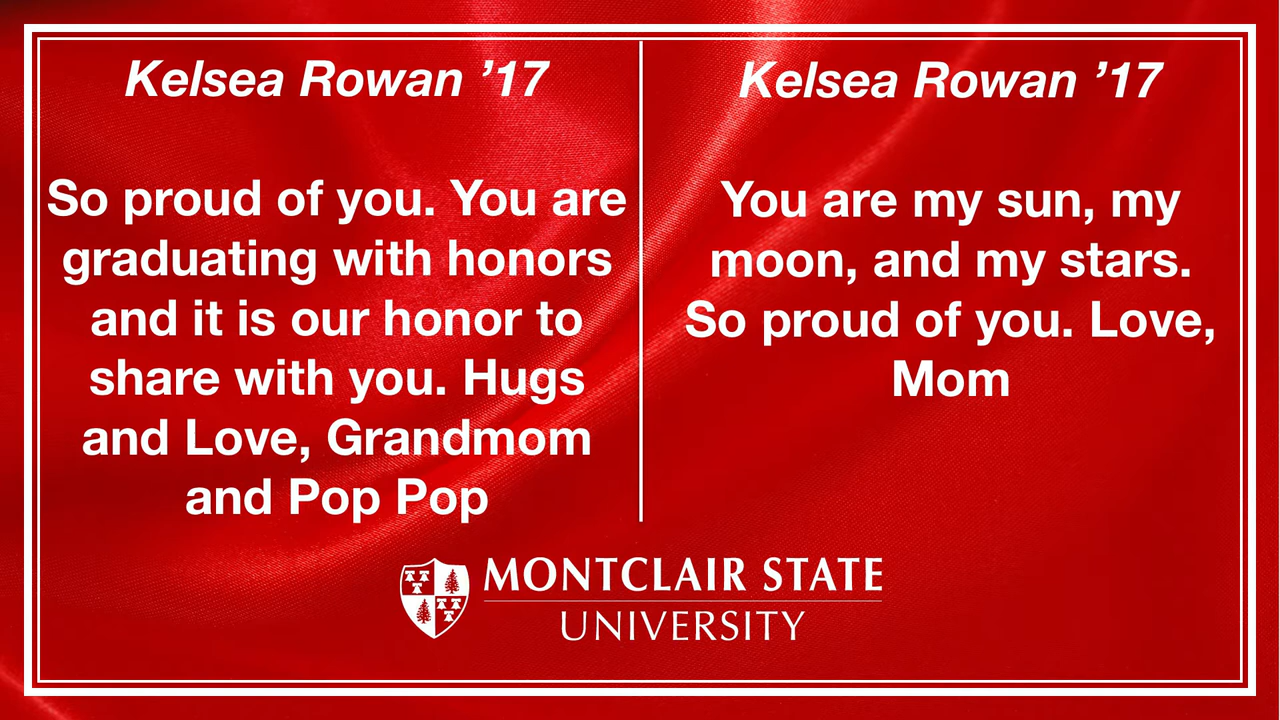 Kelsea Rowan ’17
So proud of you. You are
graduating with honors
and it is our honor to
share with you. Hugs
and Love, Grandmom
and Pop Pop
Kelsea Rowan ’17
You are my sun, my
moon, and my stars.
So proud of you. Love,
Mom
MONTCLAIR STATE
UNIVERSITY